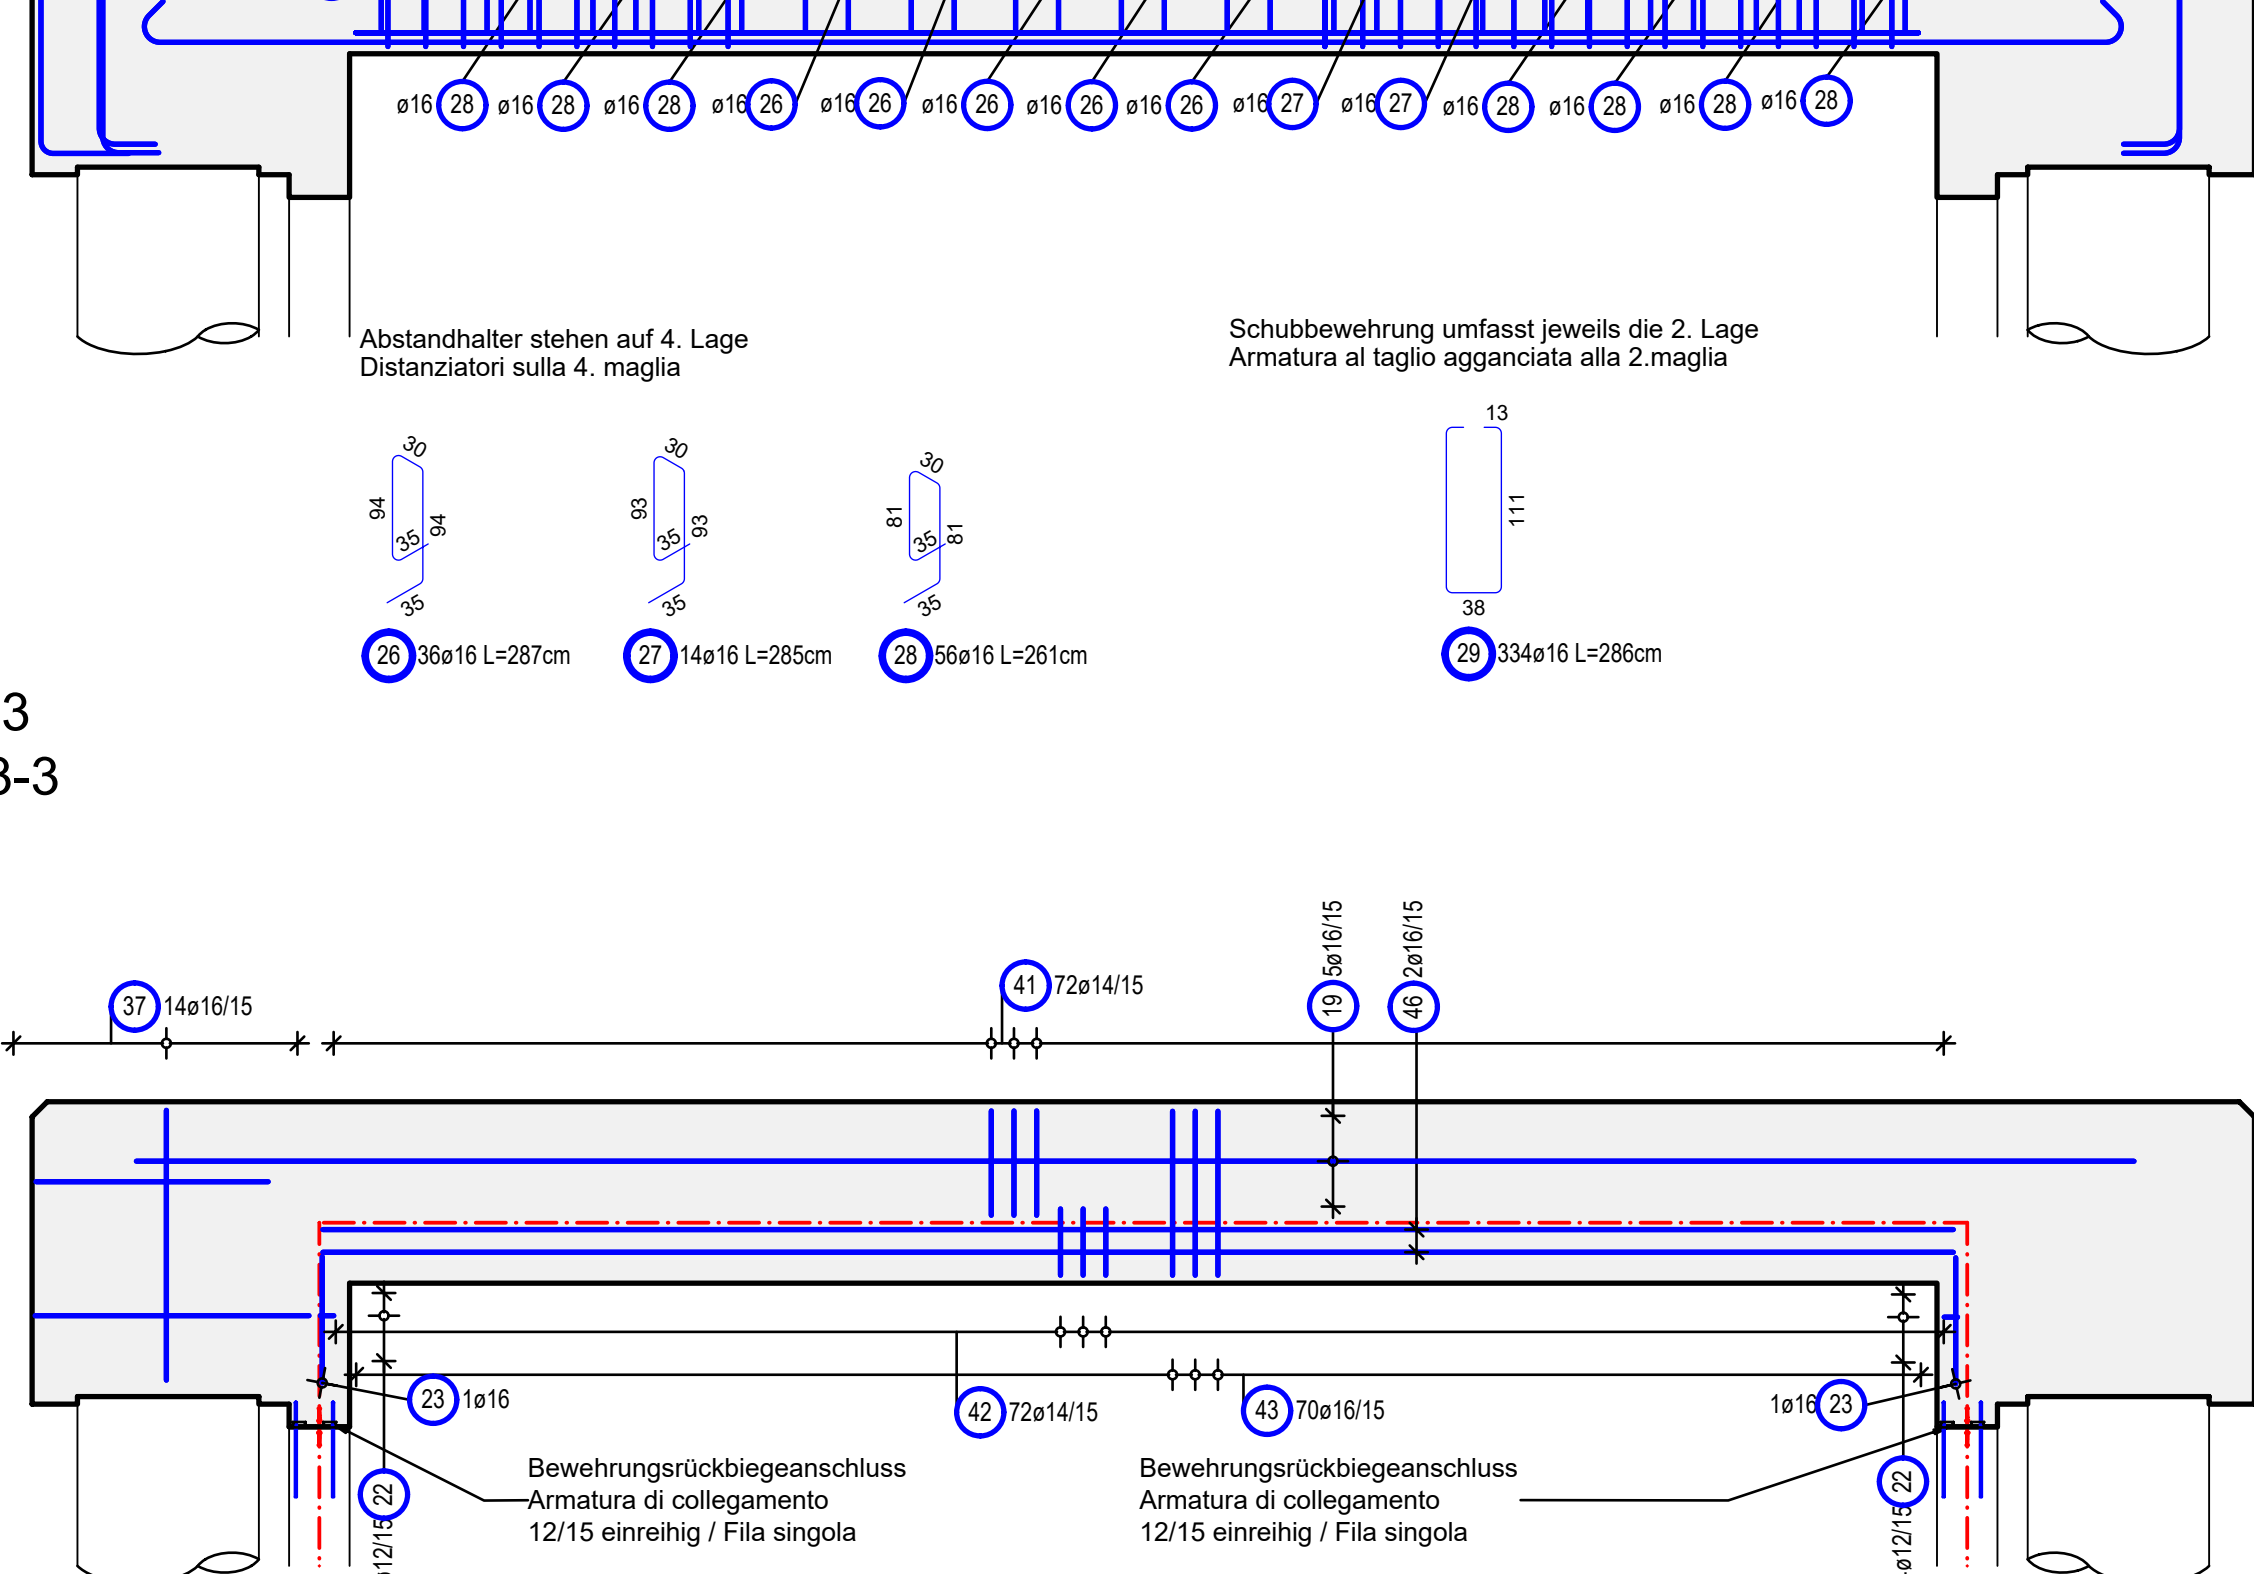 ø16 28 ø16 28 ø16 28 ø16 26 ø16 26 ø16 26 ø16 26 ø16 26 ø16 27 ø16 27 ø16 28 ø16 28 ø16 28 ø16 28
Abstandhalter stehen auf 4. Lage
Distanziatori sulla 4. maglia
Schubbewehrung umfasst jeweils die 2. Lage
Armatura al taglio agganciata alla 2.maglia
30
94
94
35
35
26 36ø16 L=287cm
30
93
93
35
35
27 14ø16 L=285cm
30
81
81
35
35
28 56ø16 L=261cm
13
111
38
29 334ø16 L=286cm
3
3-3
37 14ø16/15
41 72ø14/15
19 5ø16/15
46 2ø16/15
23 1ø16
42 72ø14/15
43 70ø16/15
1ø16 23
Bewehrungsrückbiegeanschluss
Armatura di collegamento
12/15 einreihig / Fila singola
Bewehrungsrückbiegeanschluss
Armatura di collegamento
12/15 einreihig / Fila singola
22
ø12/15
22
ø12/15